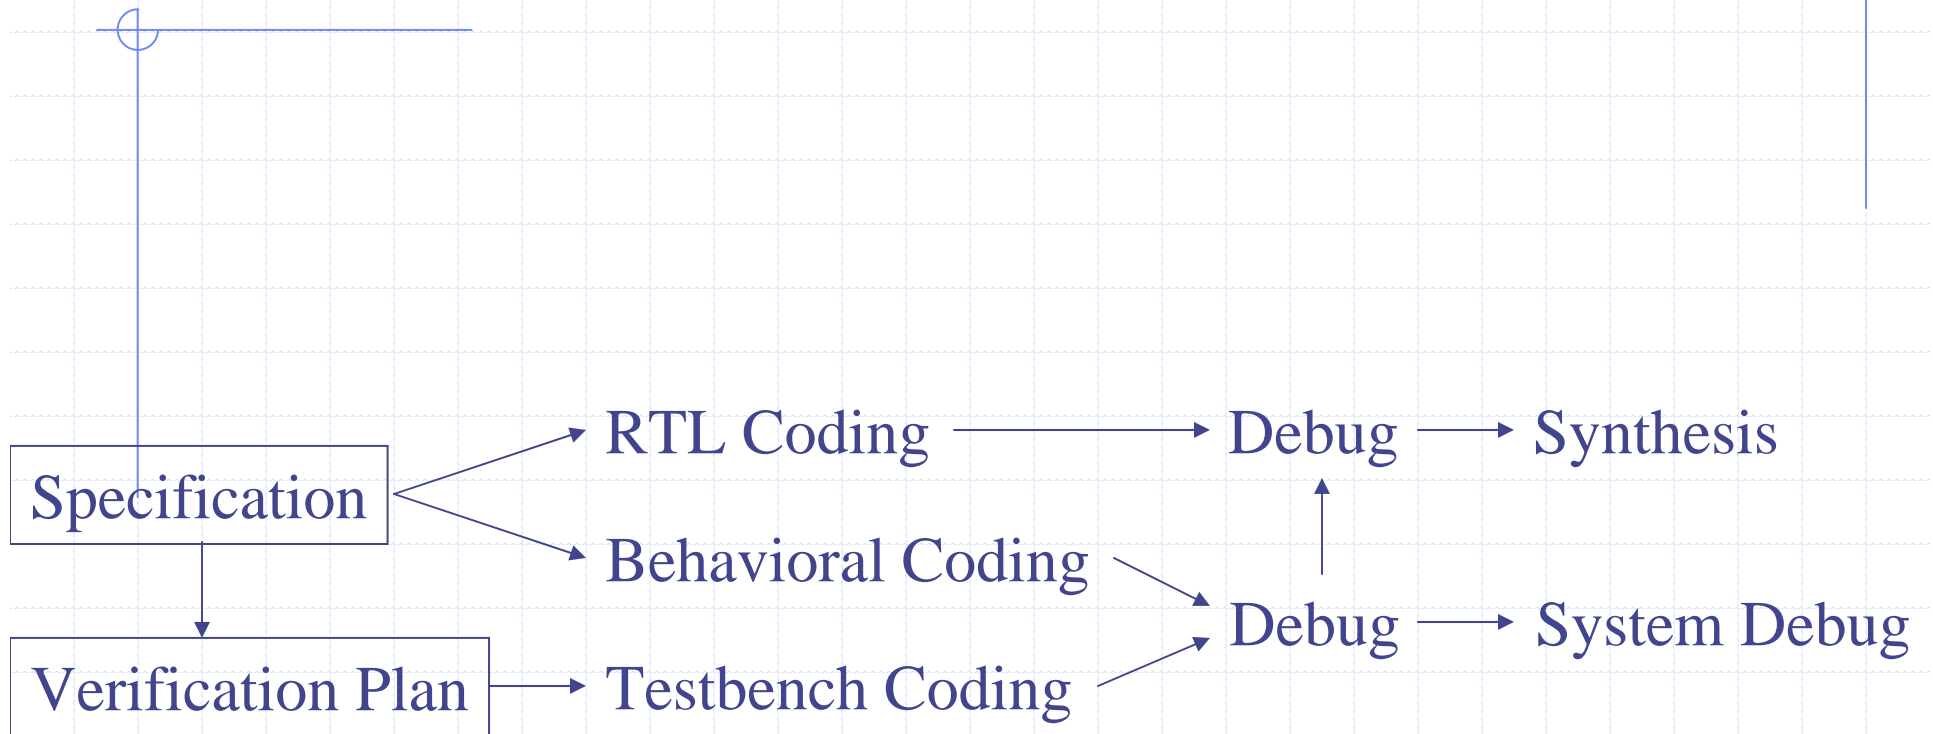 RTL Coding
Debug
Synthesis
Specification
Behavioral Coding
Debug
System Debug
Verification Plan
Testbench Coding